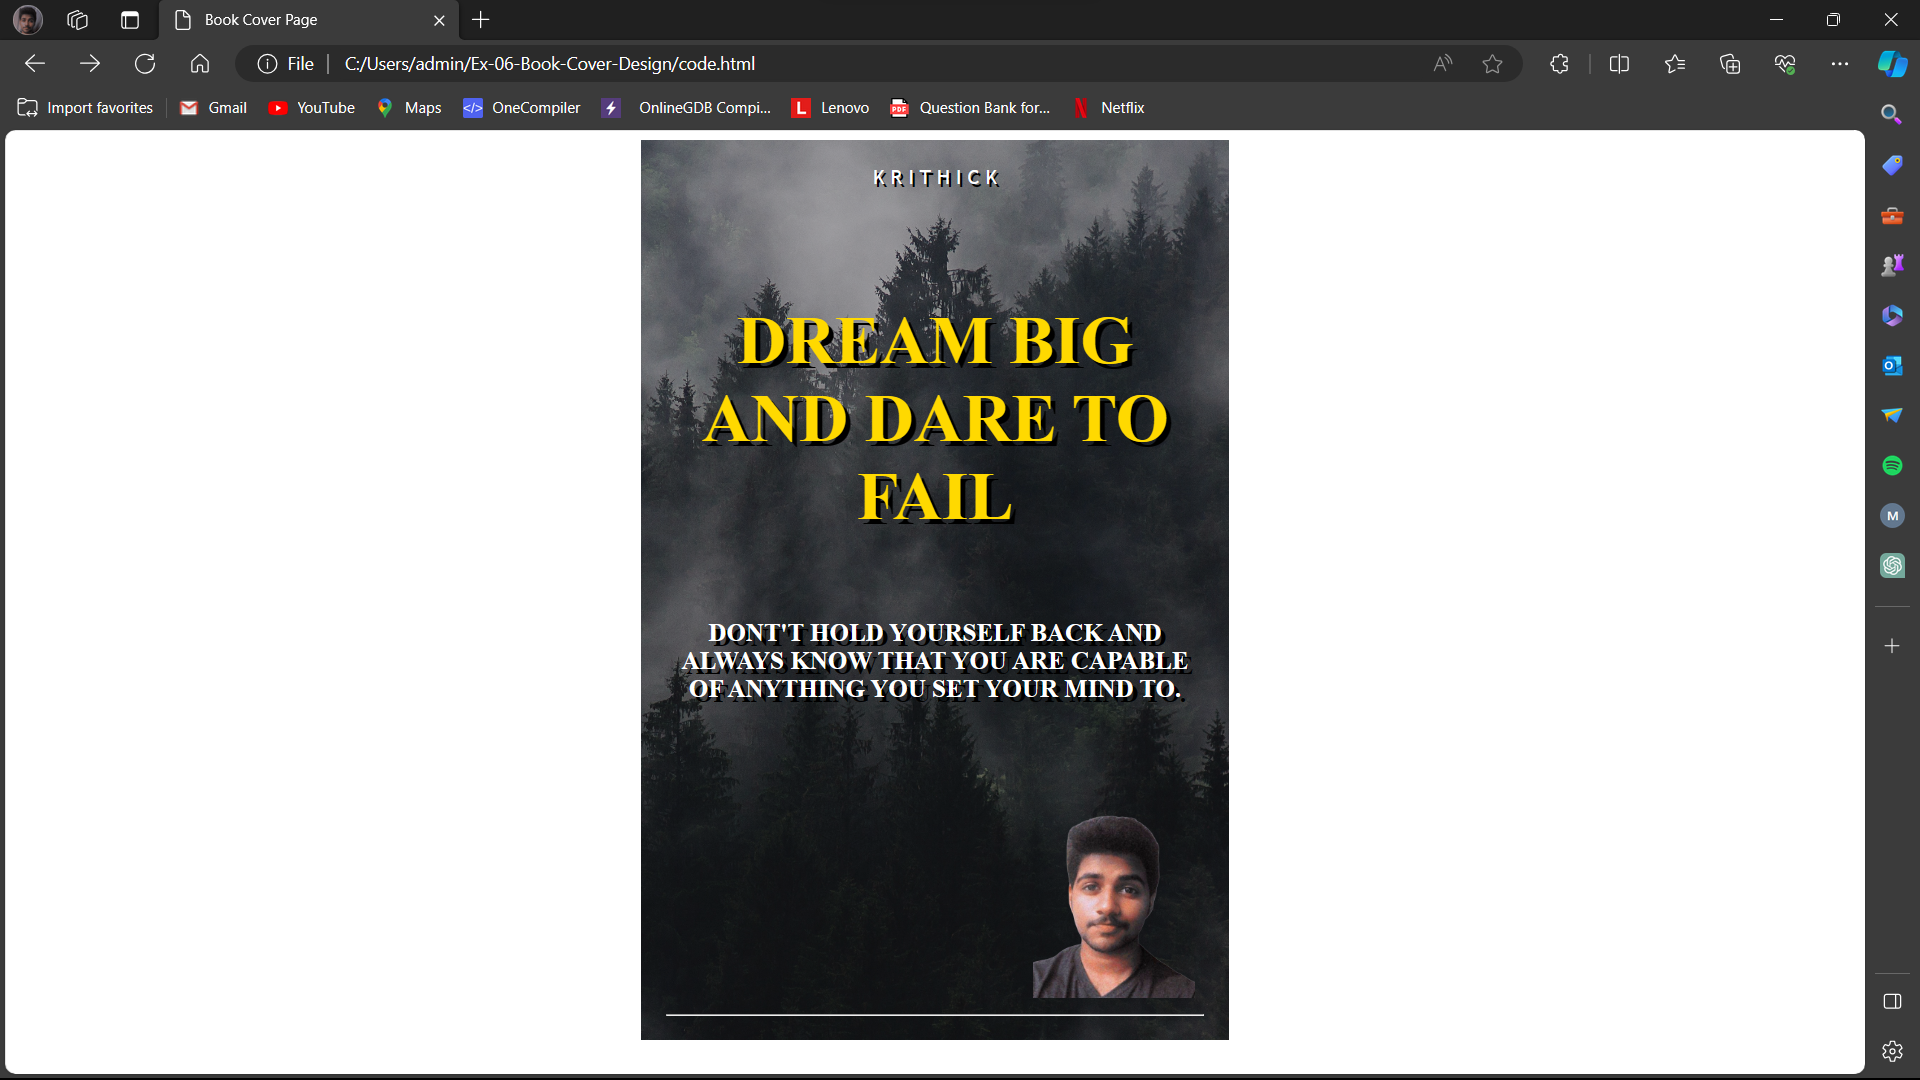 Book Cover Page
File
C:/Users/admin/Ex-06-Book-Cover-Design/code.html
Import favorites
Gmail
YouTube
Maps
</> OneCompiler
OnlineGDB Compi...
L Lenovo
PDF Question Bank for...
N Netflix
M
KRITHICK
DREAM BIG
AND DARE TO
FAIL
DONT'T HOLD YOURSELF BACK AND
ALWAYS KNOW THAT YOU ARE CAPABLE
OF ANYTHING YOU SET YOUR MIND TO.